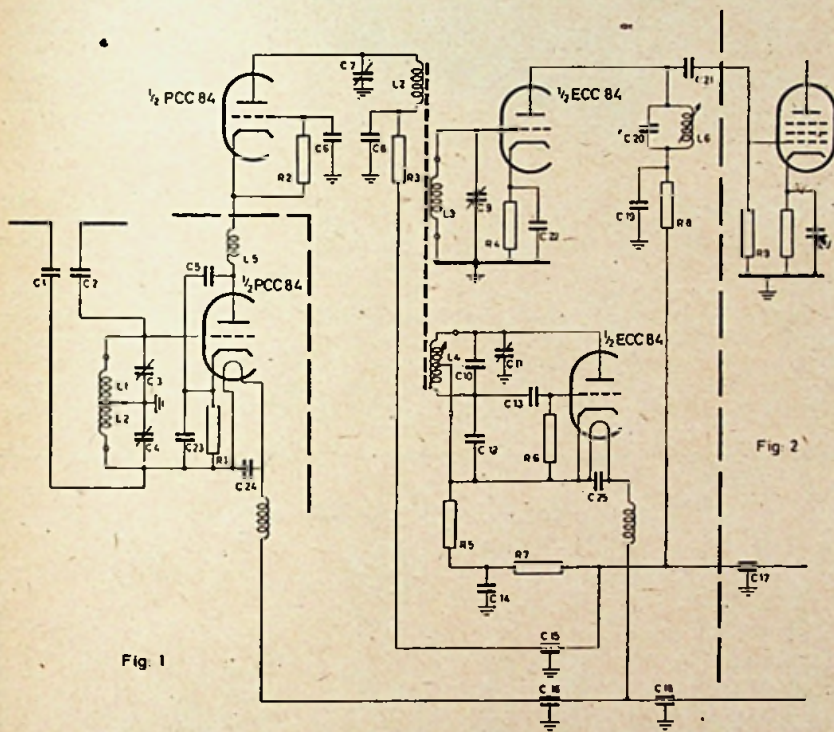 C7
L2
C21
½ PCC 84
½ ECC 84
C20
L6
C6
R2
C8
R3
C9
L3
C19
R8
R4
C22
R9
L5
C5
½ PCC 84
C1
C2
½ ECC 84
L4
C11
C10
L1
C3
C13
L2
C4
C12
R6
Fig: 2
C23
R1
C24
C25
R5
R7
C17
C14
C15
Fig: 1
C16
C18